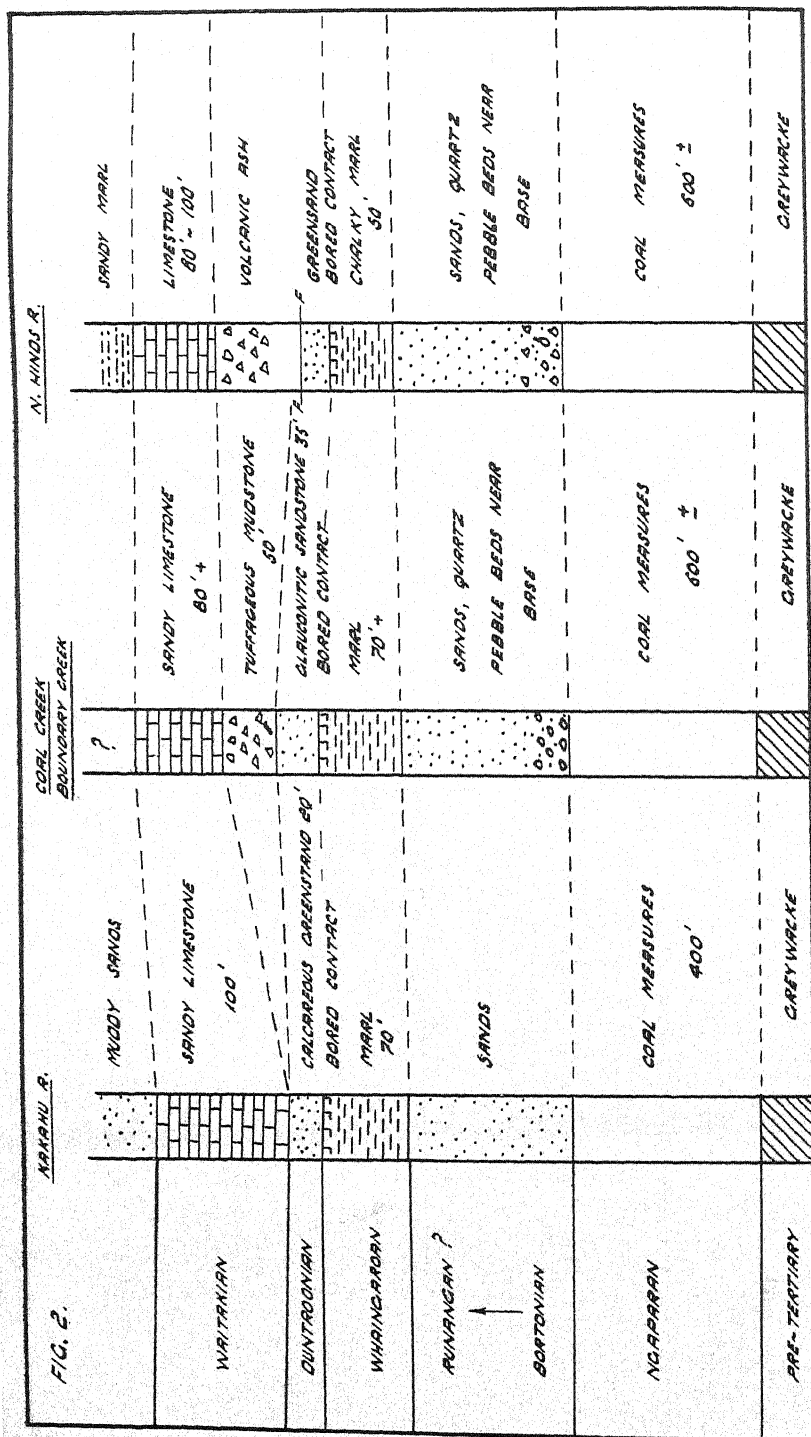 FIG. 2.
KAKAHU R.
COAL CREEK
BOUNDARY CREEK
N. HINDS R.
WAITAKIAN
DUNTROONIAN
WHAINGAROAN
RUNANGAN ?
BORTONIAN
NGAPARAN
PRE-TERTIARY
MUDDY SANDS
SANDY LIMESTONE
100'
CALCAREOUS GREENSTAND 20'
BORED CONTACT
MARL
70'
SANDS
COAL MEASURES
400'
GREYWACKE
?
SANDY LIMESTONE
80'+
TUFFAGEOUS MUDSTONE
50'
GLAUCONITIC SANDSTONE 35' F
BORED CONTACT
MARL
70'+
SANDS, QUARTZ
PEBBLE BEDS NEAR
BASE
COAL MEASURES
600' ±
GREYWACKE
SANDY MARL
LIMESTONE
80'~100'
VOLCANIC ASH
F
GREENSAND
BORED CONTACT
CHALKY MARL
50'
SANDS, QUARTZ
PEBBLE BEDS NEAR
BASE
COAL MEASURES
600' ±
GREYWACKE